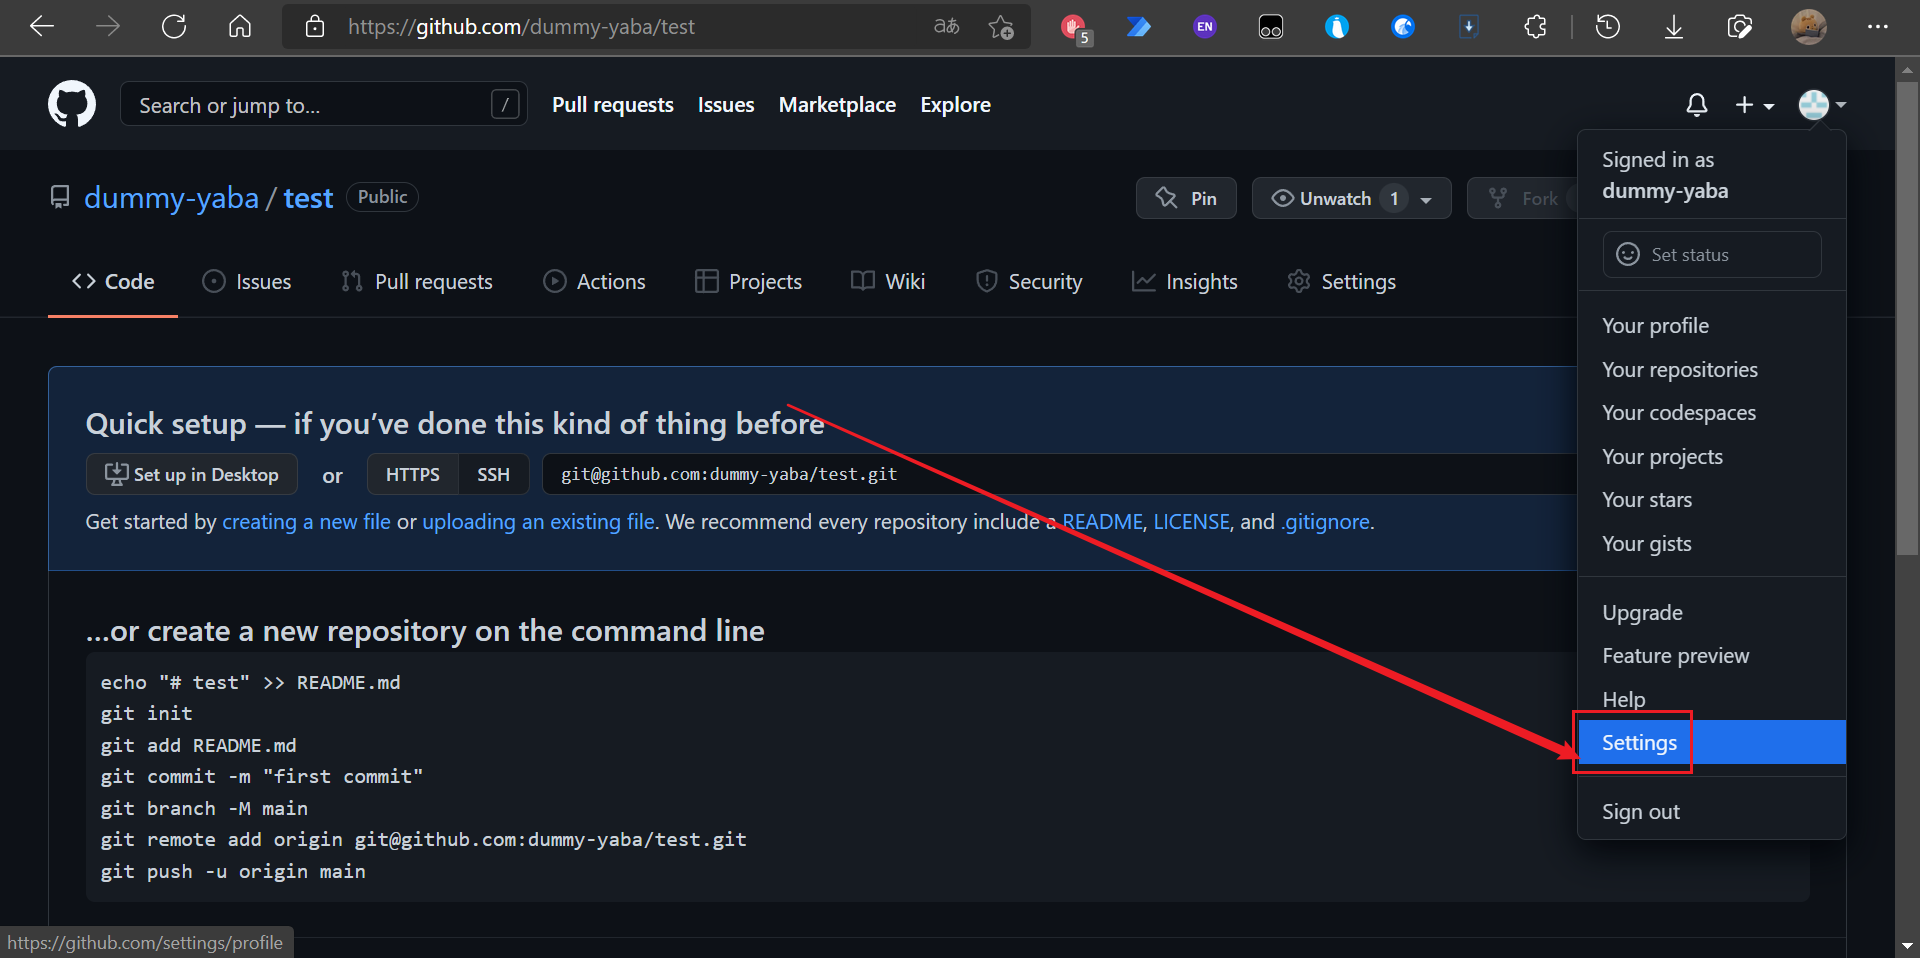 https://github.com/dummy-yaba/test
aあ
5
EN
Search or jump to...
/
Pull requests
Issues
Marketplace
Explore
dummy-yaba / test
Public
Pin
Unwatch 1
Fork
Code
Issues
Pull requests
Actions
Projects
Wiki
Security
Insights
Settings
Signed in as
dummy-yaba
Set status
Your profile
Your repositories
Your codespaces
Your projects
Your stars
Your gists
Upgrade
Feature preview
Help
Settings
Sign out
Quick setup — if you’ve done this kind of thing before
Set up in Desktop or HTTPS SSH git@github.com:dummy-yaba/test.git
Get started by creating a new file or uploading an existing file. We recommend every repository include a README, LICENSE, and .gitignore.
...or create a new repository on the command line
echo "# test" >> README.md
git init
git add README.md
git commit -m "first commit"
git branch -M main
git remote add origin git@github.com:dummy-yaba/test.git
git push -u origin main
https://github.com/settings/profile